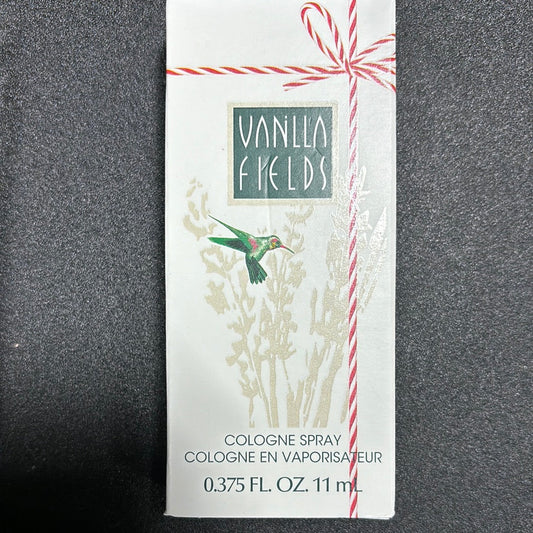 VANILLA
FIELDS
COLOGNE SPRAY
COLOGNE EN VAPORISATEUR
0.375 FL. OZ. 11 mL